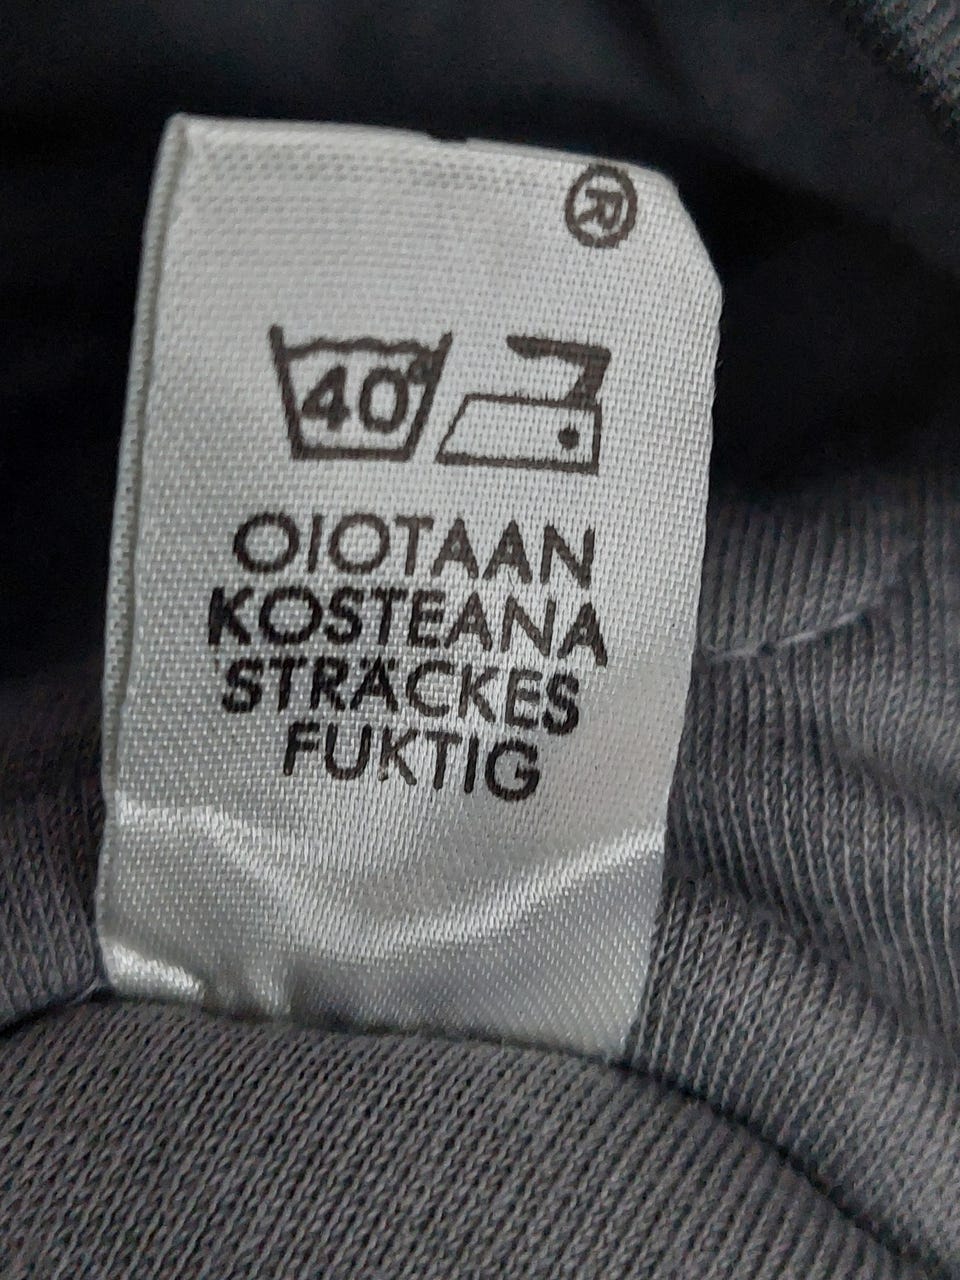 ®
40°
OIOTAAN
KOSTEANA
STRÄCKES
FUKTIG